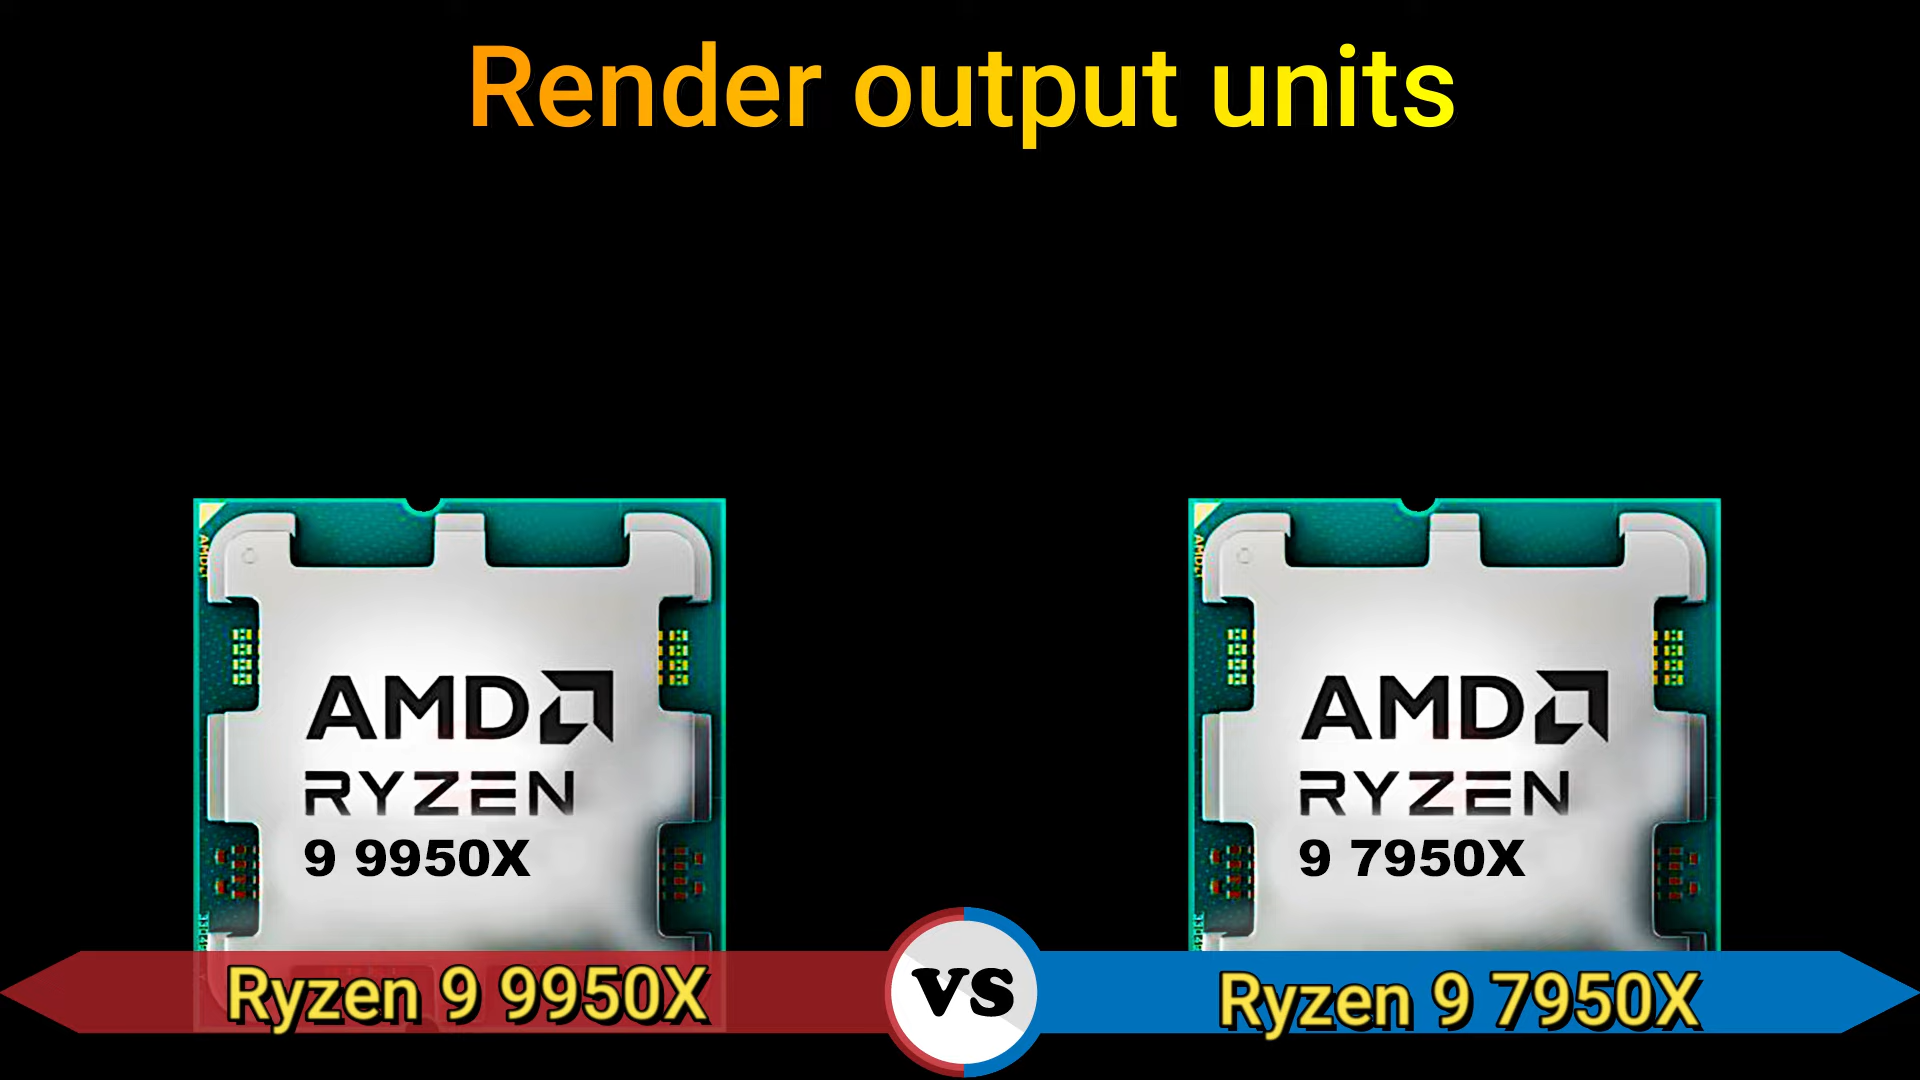 Render output units
AMD
RYZEN
9 9950X
AMD
RYZEN
9 7950X
Ryzen 9 9950X
VS
Ryzen 9 7950X